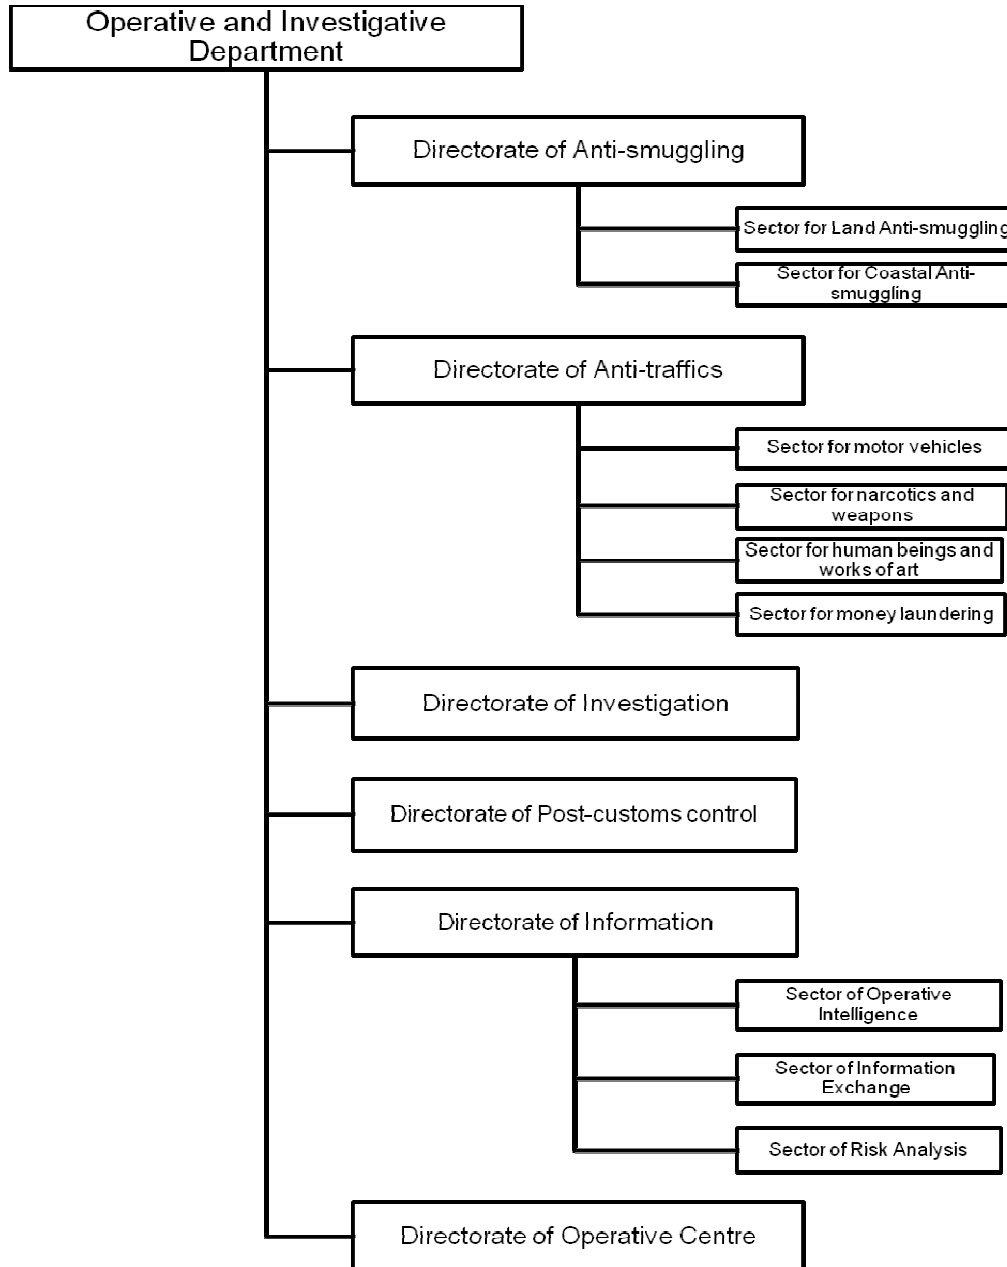 Operative and Investigative
Department
Directorate of Anti-smuggling
Sector for Land Anti-smuggling
Sector for Coastal Anti-
smuggling
Directorate of Anti-traffics
Sector for motor vehicles
Sector for narcotics and
weapons
Sector for human beings and
works of art
Sector for money laundering
Directorate of Investigation
Directorate of Post-customs control
Directorate of Information
Sector of Operative
Intelligence
Sector of Information
Exchange
Sector of Risk Analysis
Directorate of Operative Centre